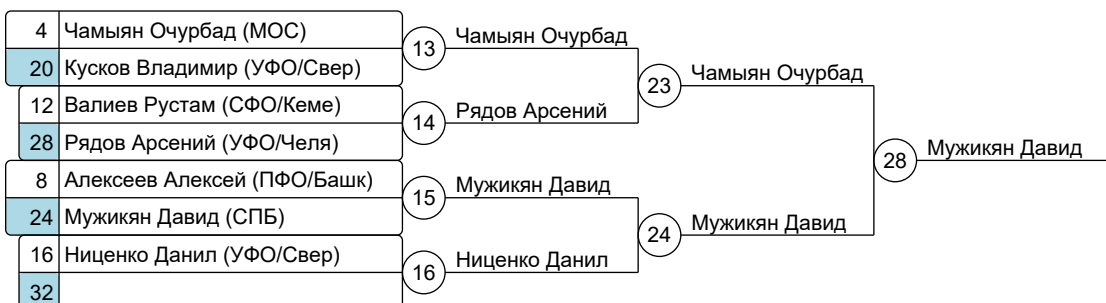 4 Чамыян Очурбад (МОС)
20 Кусков Владимир (УФО/Свер)
12 Валиев Рустам (СФО/Кеме)
28 Рядов Арсений (УФО/Челя)
8 Алексеев Алексей (ПФО/Башк)
24 Мужикян Давид (СПБ)
16 Ниценко Данил (УФО/Свер)
32
13 Чамыян Очурбад
14 Рядов Арсений
15 Мужикян Давид
16 Ниценко Данил
23 Чамыян Очурбад
24 Мужикян Давид
28 Мужикян Давид